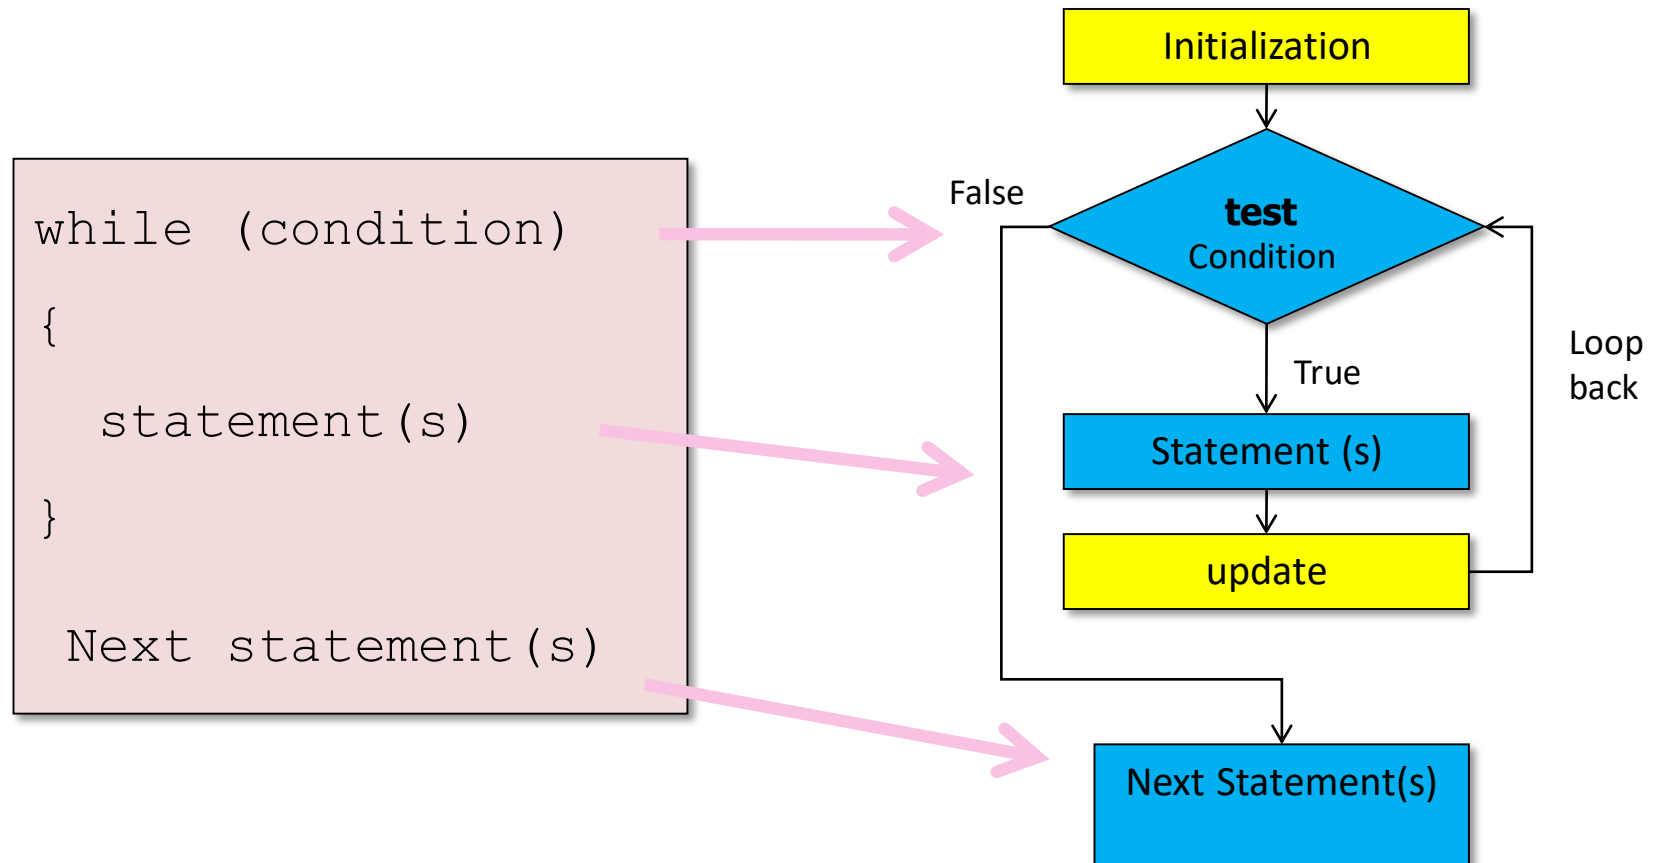 while (condition)
{
statement(s)
}
Next statement(s)
Initialization
False
test
Condition
True
Loop
back
Statement (s)
update
Next Statement(s)